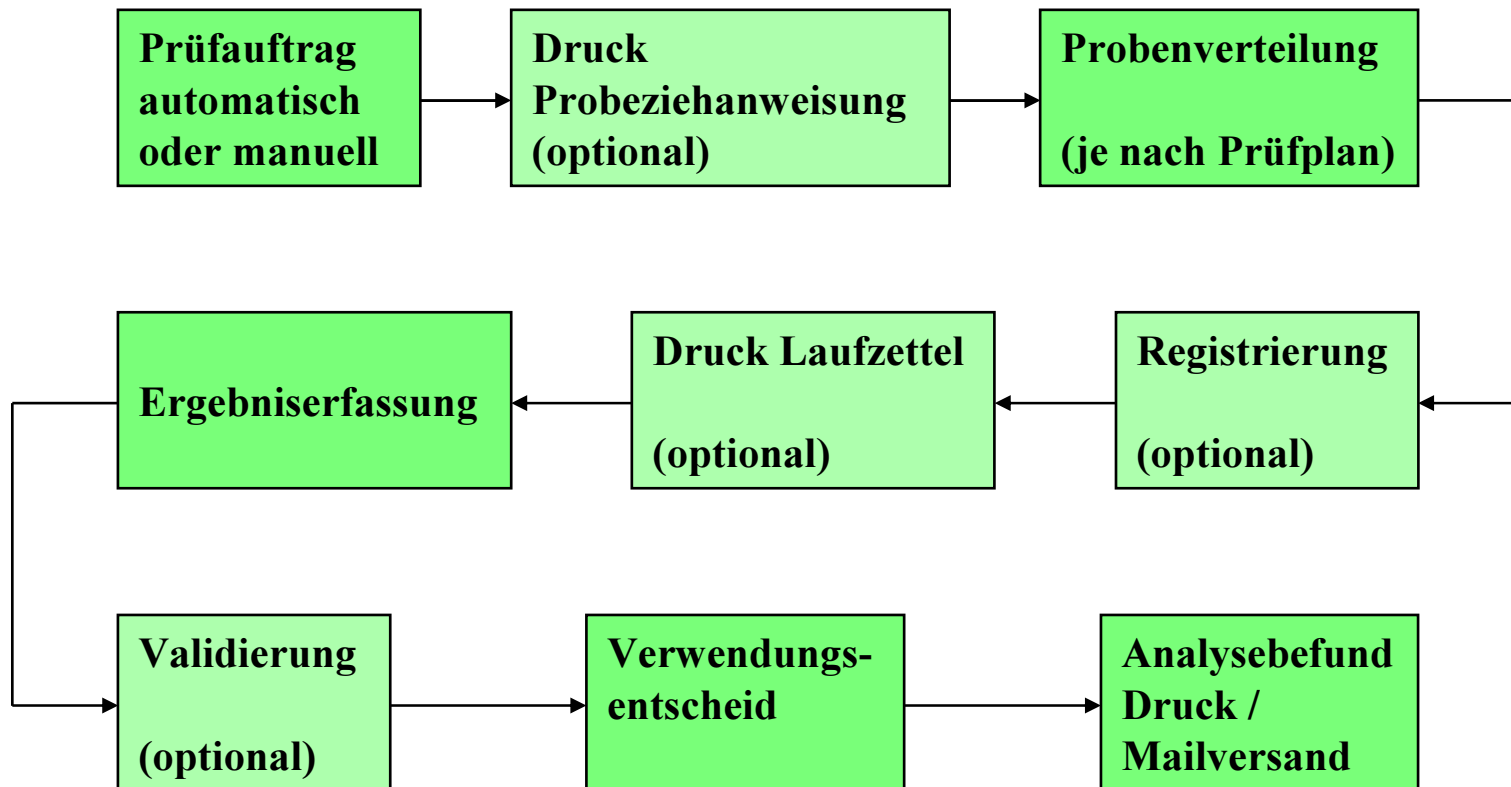 Prüfauftrag
automatisch
oder manuell
Druck
Probeziehanweisung
(optional)
Probenverteilung
(je nach Prüfplan)
Registrierung
(optional)
Druck Laufzettel
(optional)
Ergebniserfassung
Validierung
(optional)
Verwendungs-
entscheid
Analysebefund
Druck /
Mailversand